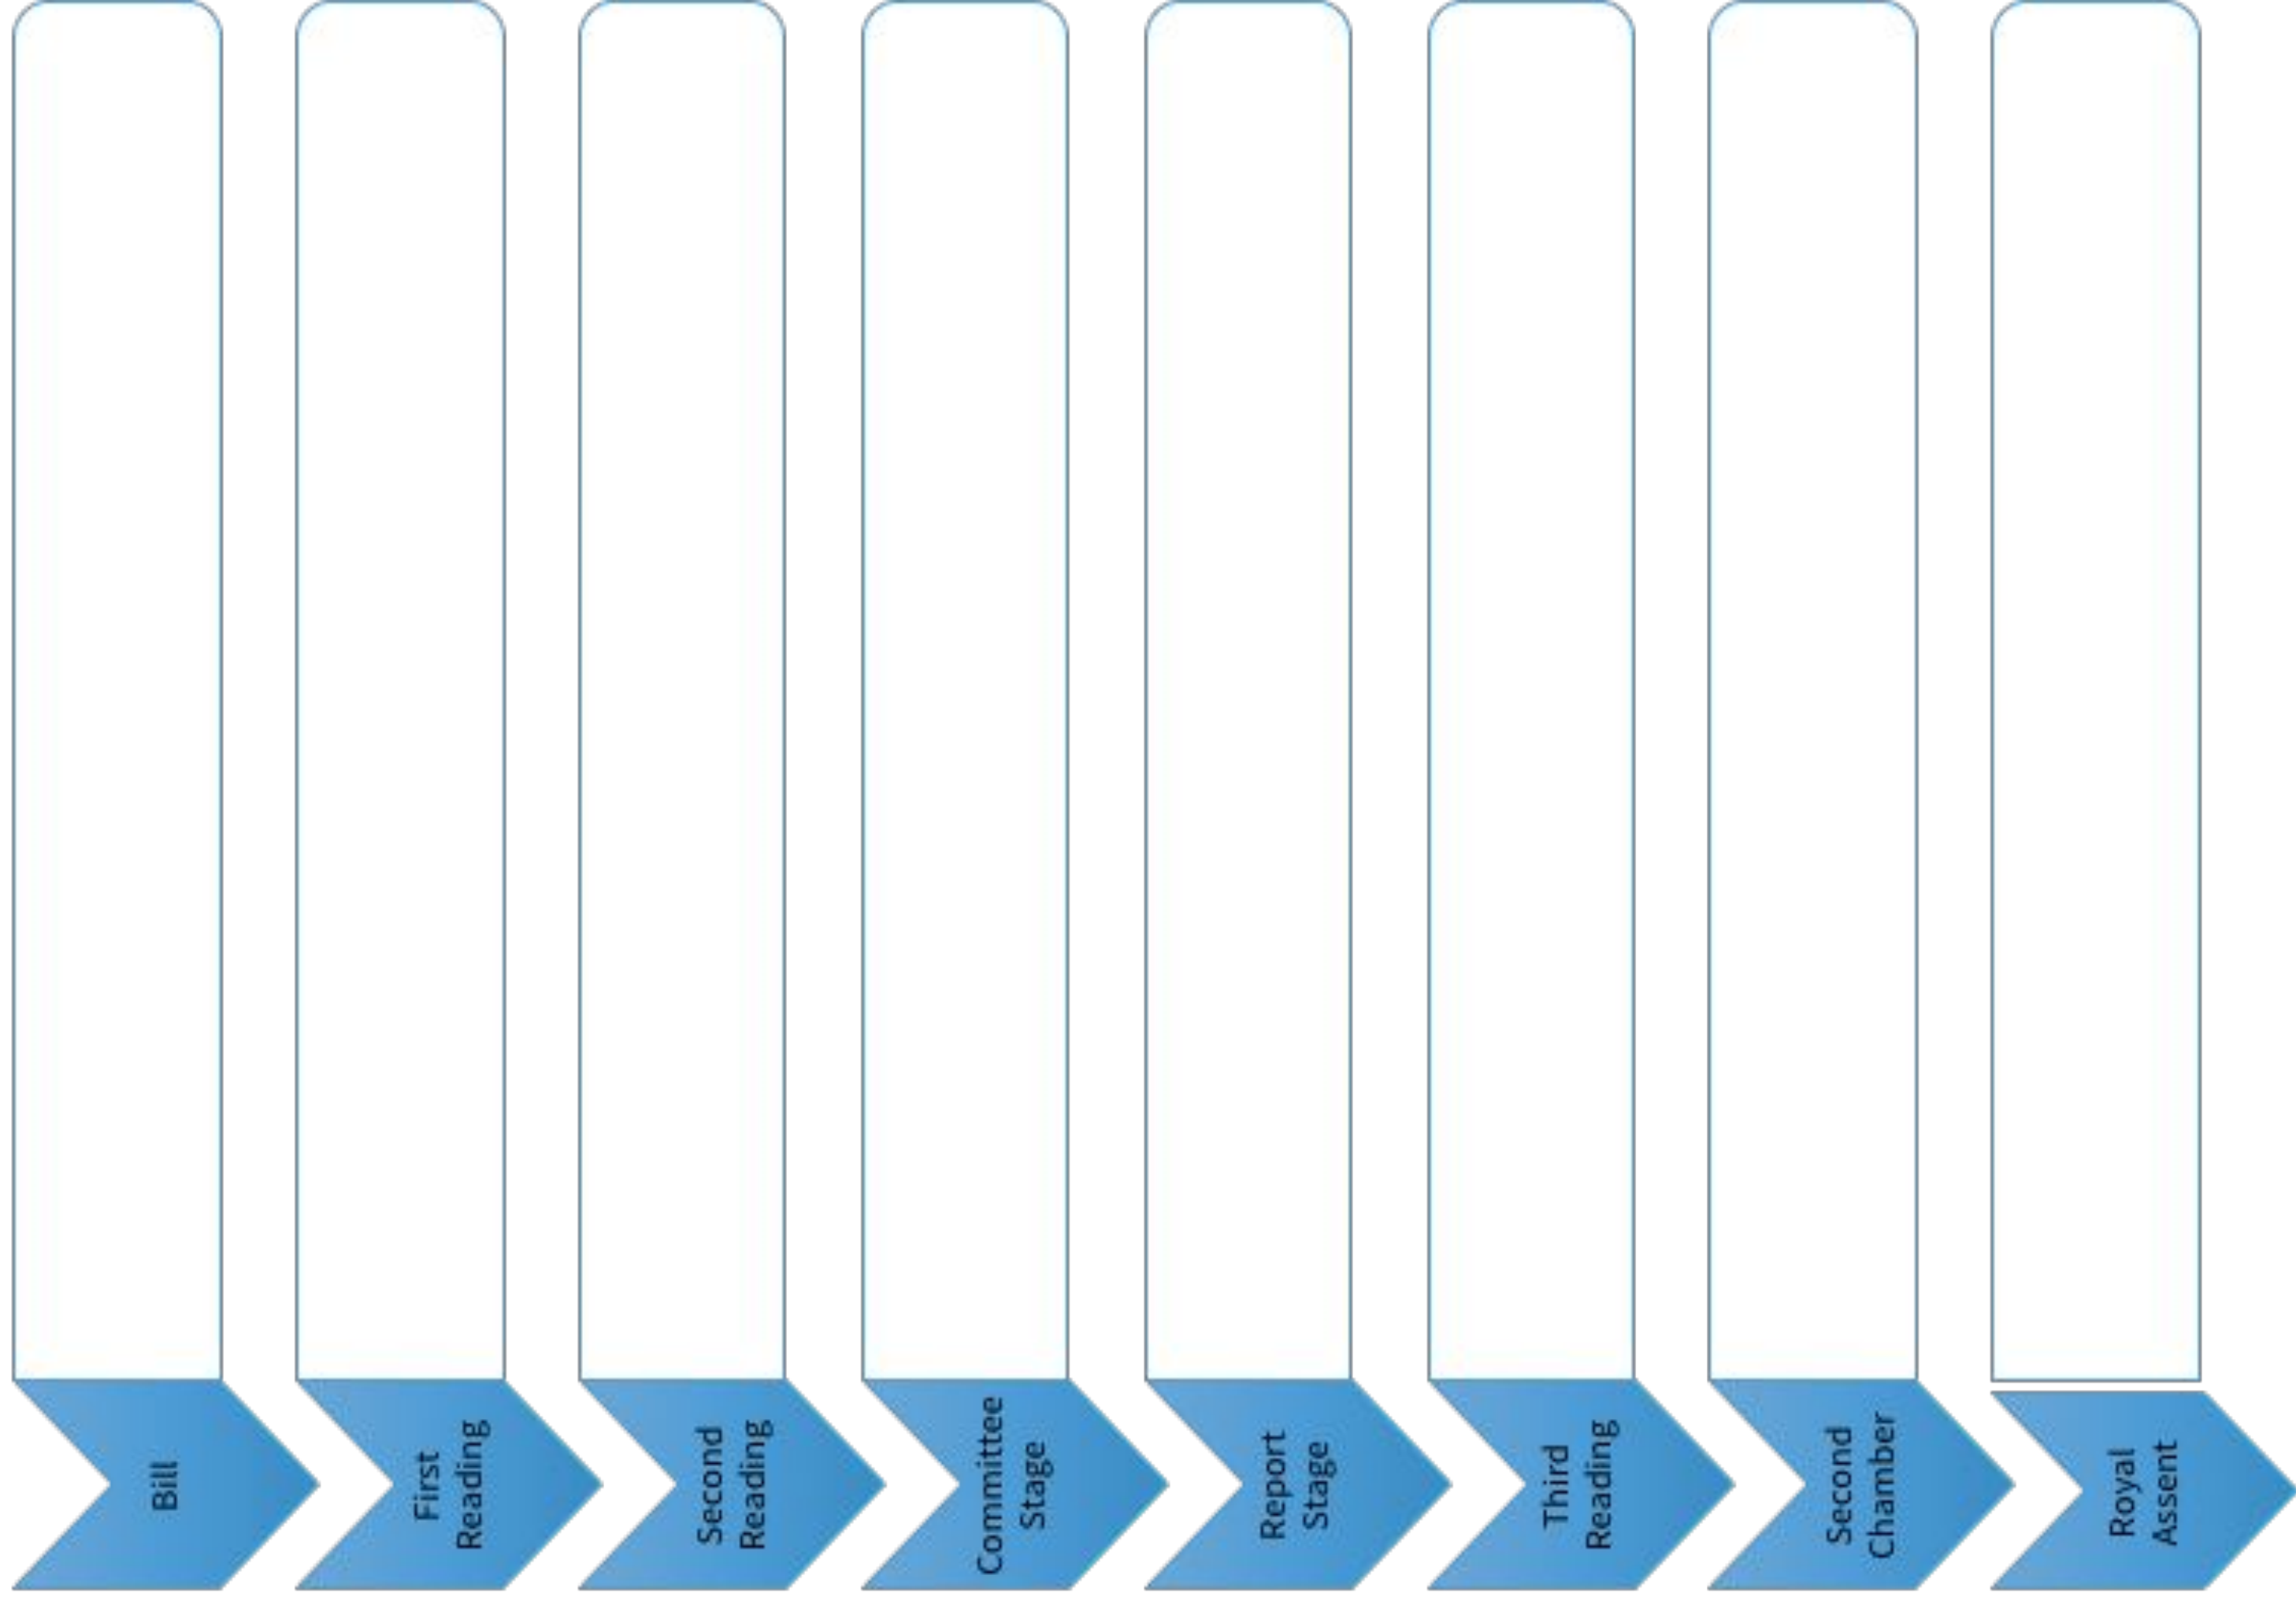 Bill
First
Reading
Second
Reading
Committee
Stage
Report
Stage
Third
Reading
Second
Chamber
Royal
Assent